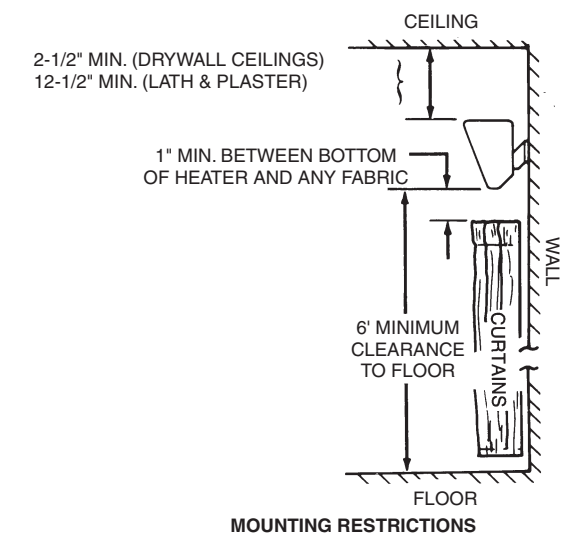 CEILING
2-1/2" MIN. (DRYWALL CEILINGS)
12-1/2" MIN. (LATH & PLASTER)
1" MIN. BETWEEN BOTTOM
OF HEATER AND ANY FABRIC
WALL
6' MINIMUM
CLEARANCE
TO FLOOR
CURTAINS
FLOOR
MOUNTING RESTRICTIONS